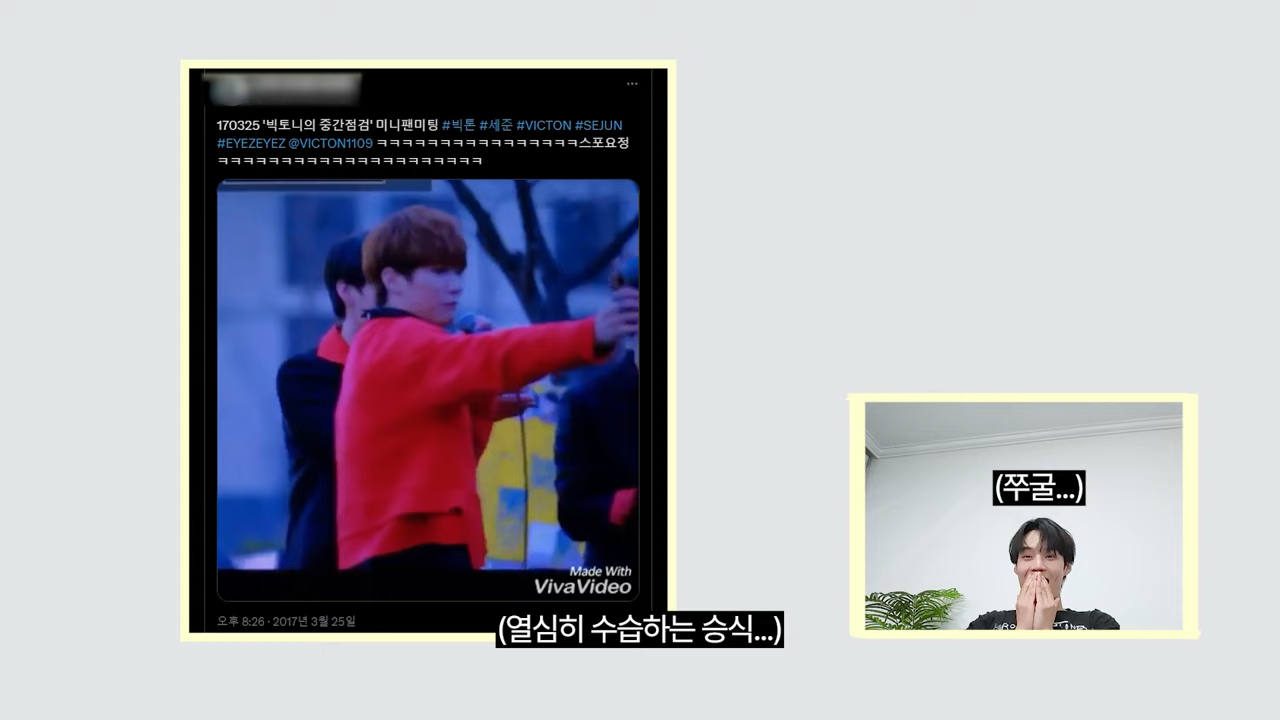 170325 '빅토니의 중간점검' 미니팬미팅 #빅톤 #세준 #VICTON #SEJUN
#EYEZEYEZ @VICTON1109 ㅋㅋㅋㅋㅋㅋㅋㅋㅋㅋㅋㅋㅋㅋㅋㅋ스포요정
ㅋㅋㅋㅋㅋㅋㅋㅋㅋㅋㅋㅋㅋㅋㅋㅋㅋㅋㅋㅋㅋ
Made With
VivaVideo
오후 8:26 · 2017년 3월 25일
(열심히 수습하는 승식...)
(쭈굴...)